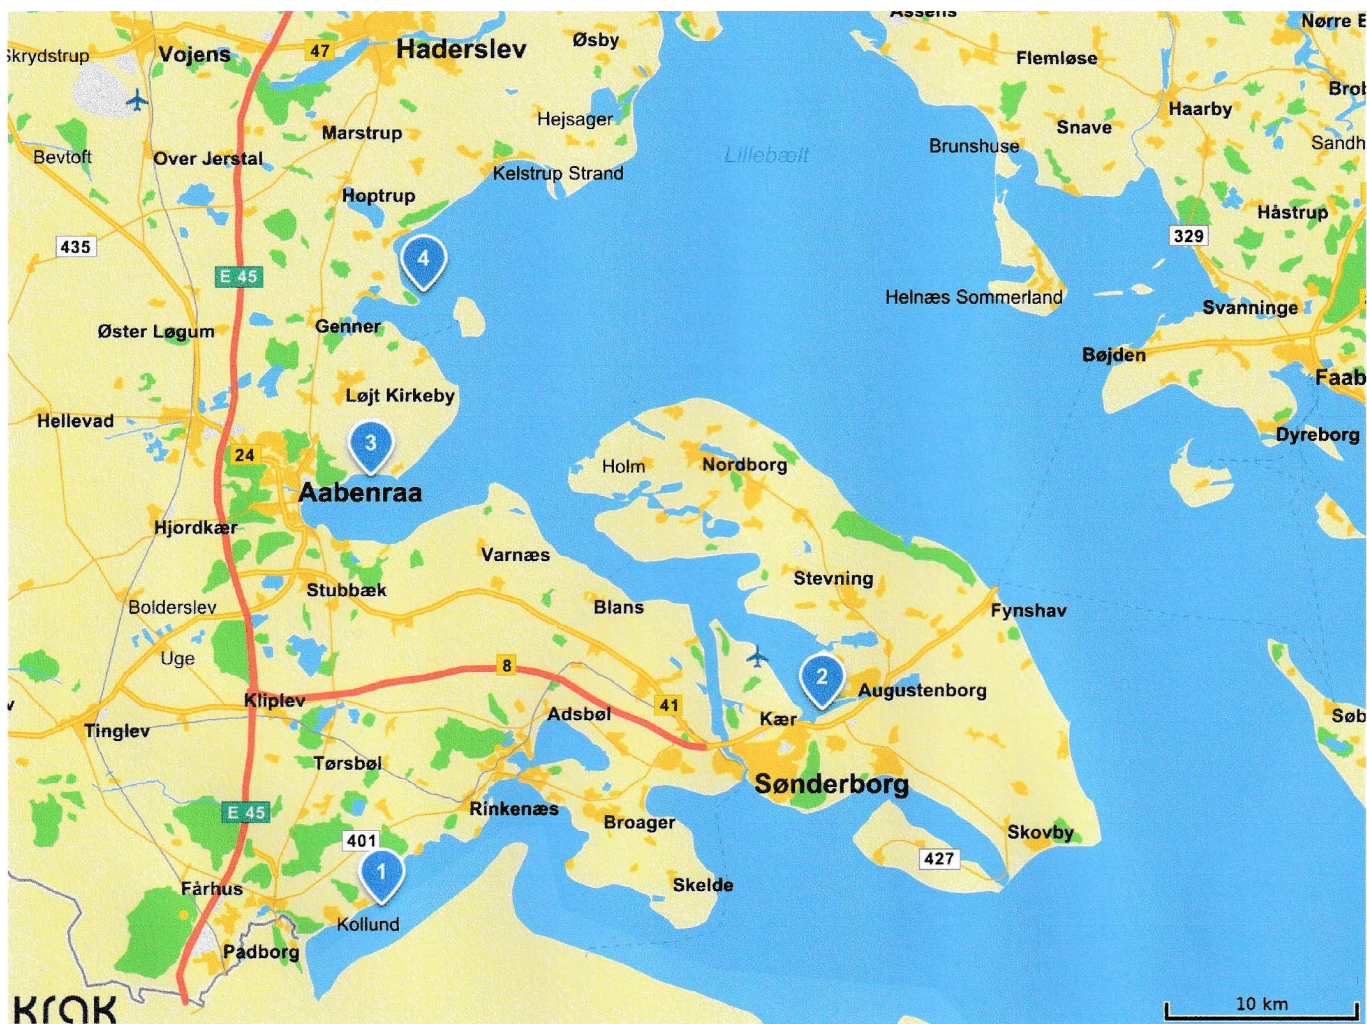 Assens
Nørre E
Skrydstrup
Vojens
47
Haderslev
Øsby
Flemløse
Brob
Haarby
Hejsager
Snave
Marstrup
Brunshuse
Sandh
Bevtoft
Over Jerstal
Lillebælt
Kelstrup Strand
Hoptrup
Håstrup
435
329
4
E 45
Helnæs Sommerland
Svanninge
Genner
Øster Løgum
Bøjden
Faab
Løjt Kirkeby
Hellevad
Dyreborg
3
24
Holm
Nordborg
Aabenraa
Hjordkær
Varnæs
Stevning
Stubbæk
Bolderslev
Blans
Fynshav
Uge
8
2
Augustenborg
Kliplev
41
v
Adsbøl
Kær
Søb
Tinglev
Tørsbøl
Sønderborg
E 45
Rinkenæs
Broager
Skovby
401
427
1
Fårhus
Skelde
Kollund
Padborg
krak
10 km